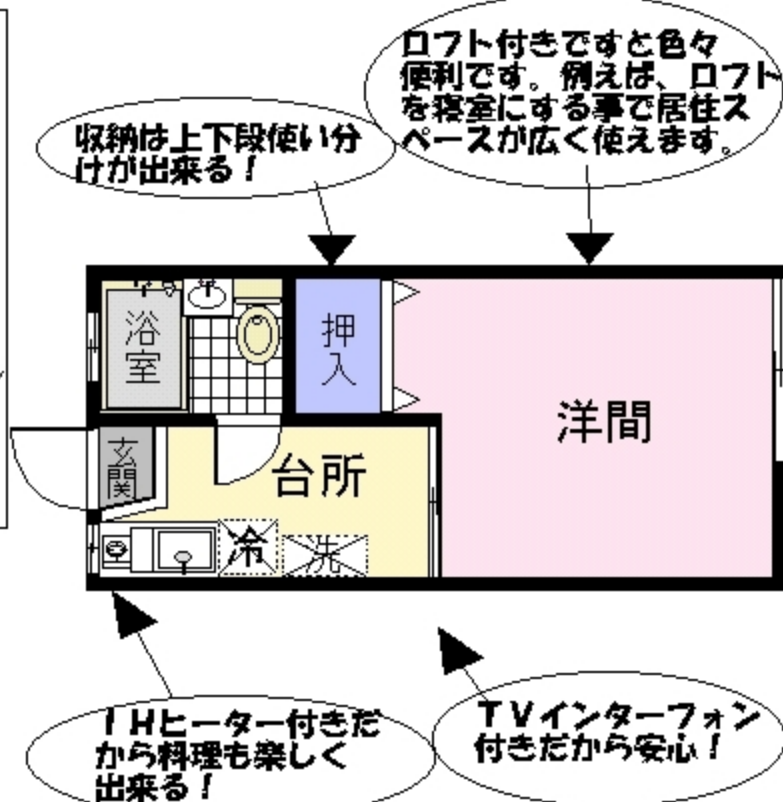 ロフト付きですと色々
便利です。例えば、ロフト
を寝室にする事で居住ス
ペースが広く使えます。
収納は上下段使い分
けが出来る！
浴室
押入
洋間
玄関
台所
冷
洗
ＩＨヒーター付きだ
から料理も楽しく
出来る！
ＴＶインターフォン
付きだから安心！